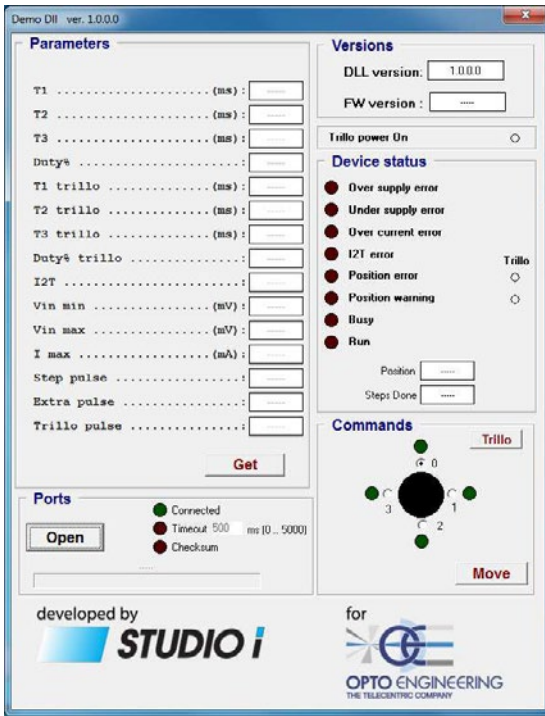 Demo Dll ver. 1.0.0.0
Parameters
T1 ......................(ms) : -----
T2 ......................(ms) : -----
T3 ......................(ms) : -----
Duty% .......................: -----
T1 trillo ...............(ms) : -----
T2 trillo ...............(ms) : -----
T3 trillo ...............(ms) : -----
Duty% trillo ................: -----
I2T .........................: -----
Vin min .................(mV) : -----
Vin max .................(mV) : -----
I max ...................(mA) : -----
Step pulse ..................: -----
Extra pulse .................: -----
Trillo pulse ................: -----
Get
Ports
Open
Connected
Timeout 500 ms (0 ... 5000)
Checksum
Versions
DLL version: 1.0.0.0
FW version : -----
Trillo power On
Device status
Over supply error
Under supply error
Over current error
I2T error
Trillo
Position error
Position warning
Busy
Run
Position -----
Steps Done -----
Commands
Trillo
0
3 1
2
Move
developed by
STUDIO i
for
OE
OPTO ENGINEERING
THE TELECENTRIC COMPANY